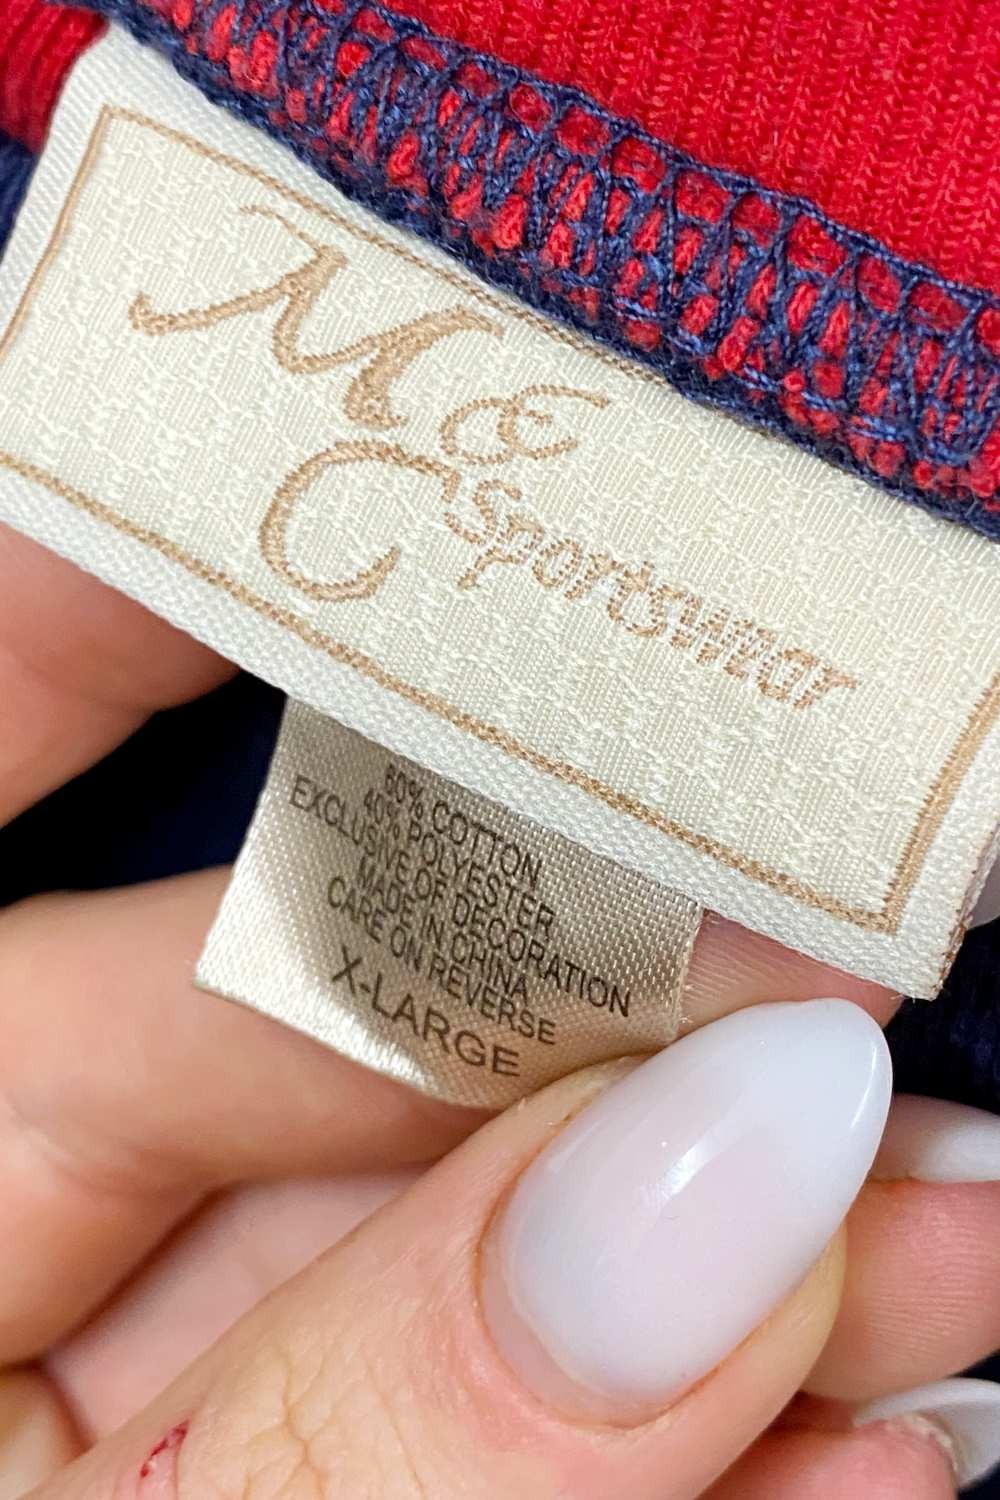 M&C
Sportswear
60% COTTON
40% POLYESTER
EXCLUSIVE OF DECORATION
MADE IN CHINA
CARE ON REVERSE
X-LARGE